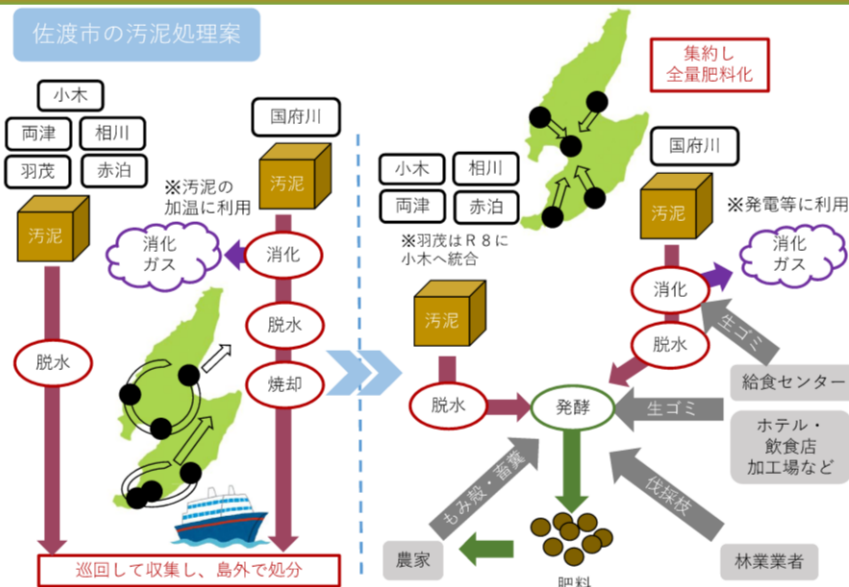 佐渡市の汚泥処理案
小木
両津
相川
羽茂
赤泊
汚泥
脱水
国府川
汚泥
※汚泥の
加温に利用
消化
ガス
消化
脱水
焼却
巡回して収集し、島外で処分
集約し
全量肥料化
小木
相川
両津
赤泊
※羽茂はR8に
小木へ統合
汚泥
脱水
国府川
汚泥
※発電等に利用
消化
ガス
消化
脱水
生ゴミ
給食センター
発酵
生ゴミ
ホテル・
飲食店
加工場など
もみ殻・畜糞
伐採枝
農家
肥料
林業業者